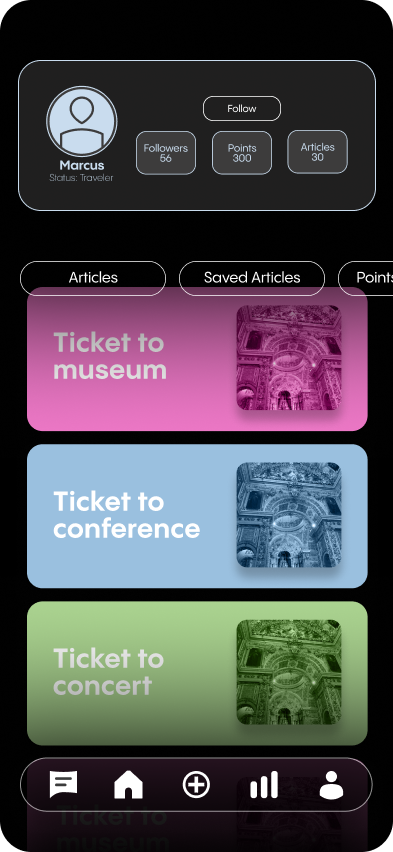 Follow
Followers
56
Points
300
Articles
30
Marcus
Status: Traveler
Articles
Saved Articles
Points
Ticket to
museum
Ticket to
conference
Ticket to
concert
Ticket to
museum